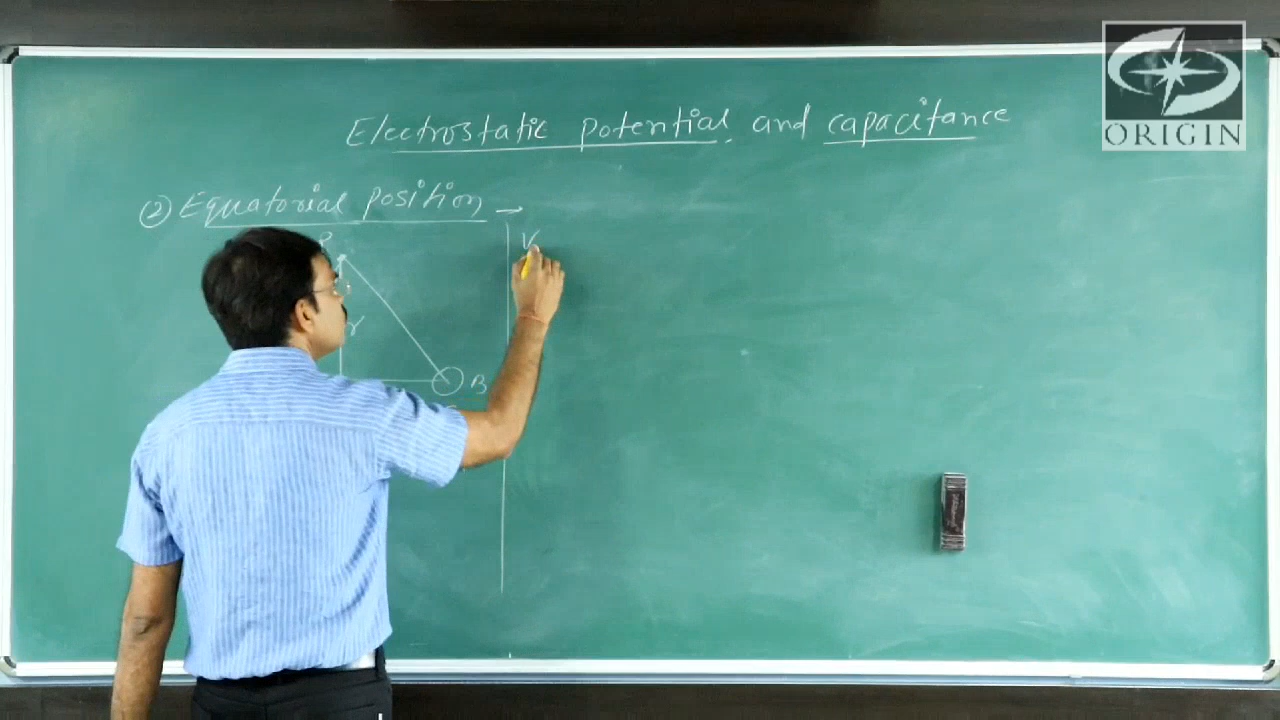 ORIGIN
Electrostatic potential and capacitance
② Equatorial position →
P
V
r
B